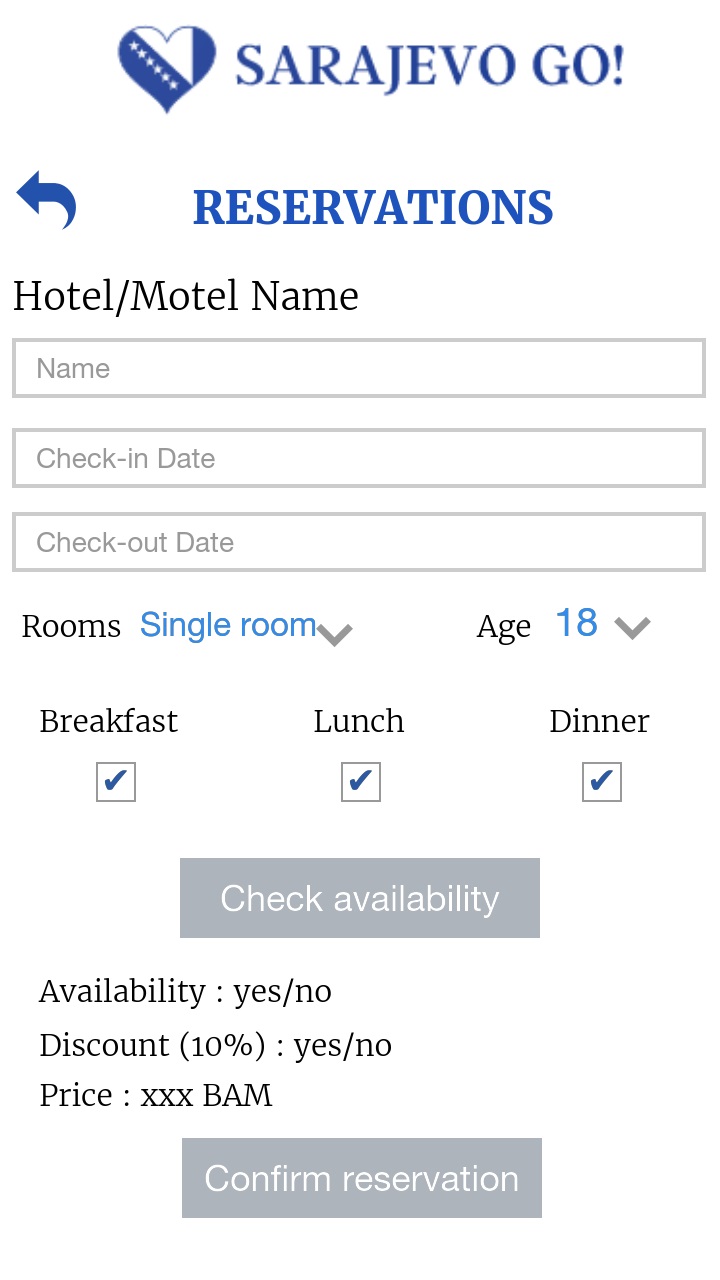 SARAJEVO GO!
RESERVATIONS
Hotel/Motel Name
Name
Check-in Date
Check-out Date
Rooms Single room Age 18
Breakfast Lunch Dinner
Check availability
Availability : yes/no
Discount (10%) : yes/no
Price : xxx BAM
Confirm reservation